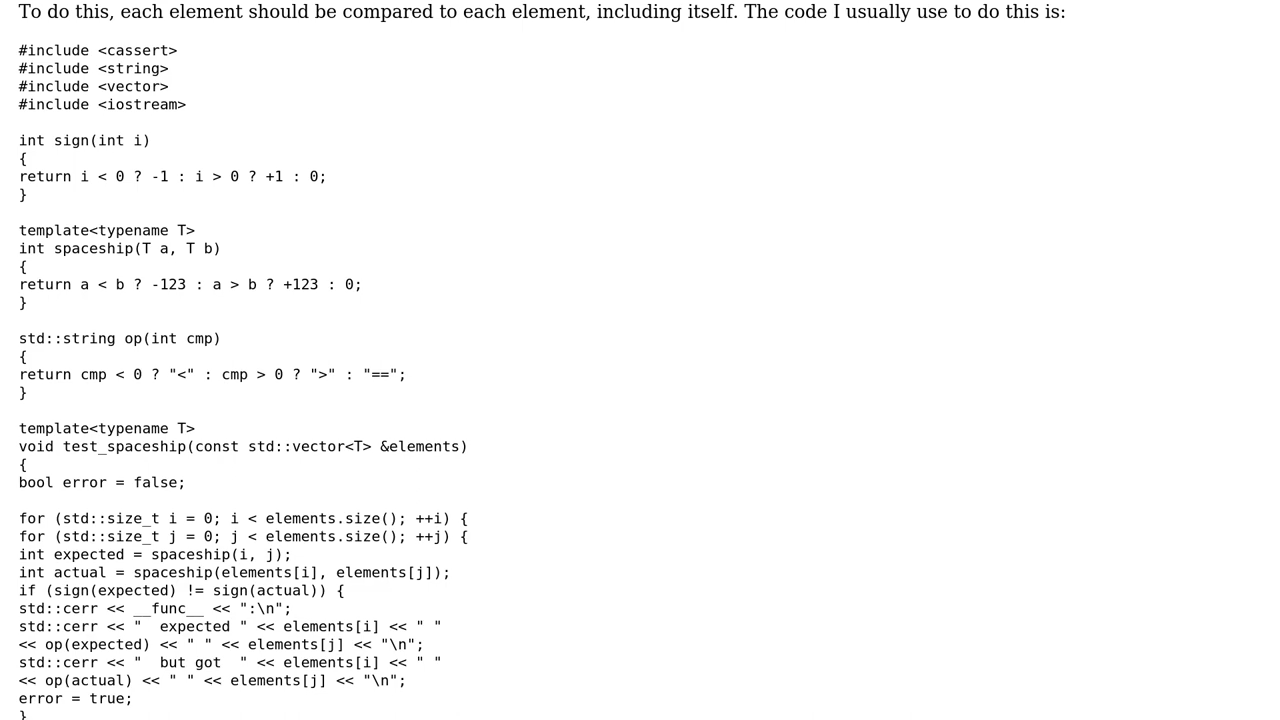 To do this, each element should be compared to each element, including itself. The code I usually use to do this is:
#include <cassert>
#include <string>
#include <vector>
#include <iostream>
int sign(int i)
{
return i < 0 ? -1 : i > 0 ? +1 : 0;
}
template<typename T>
int spaceship(T a, T b)
{
return a < b ? -123 : a > b ? +123 : 0;
}
std::string op(int cmp)
{
return cmp < 0 ? "<" : cmp > 0 ? ">" : "==";
}
template<typename T>
void test_spaceship(const std::vector<T> &elements)
{
bool error = false;
for (std::size_t i = 0; i < elements.size(); ++i) {
for (std::size_t j = 0; j < elements.size(); ++j) {
int expected = spaceship(i, j);
int actual = spaceship(elements[i], elements[j]);
if (sign(expected) != sign(actual)) {
std::cerr << __func__ << ":\n";
std::cerr << "  expected " << elements[i] << " "
<< op(expected) << " " << elements[j] << "\n";
std::cerr << "  but got  " << elements[i] << " "
<< op(actual) << " " << elements[j] << "\n";
error = true;
}